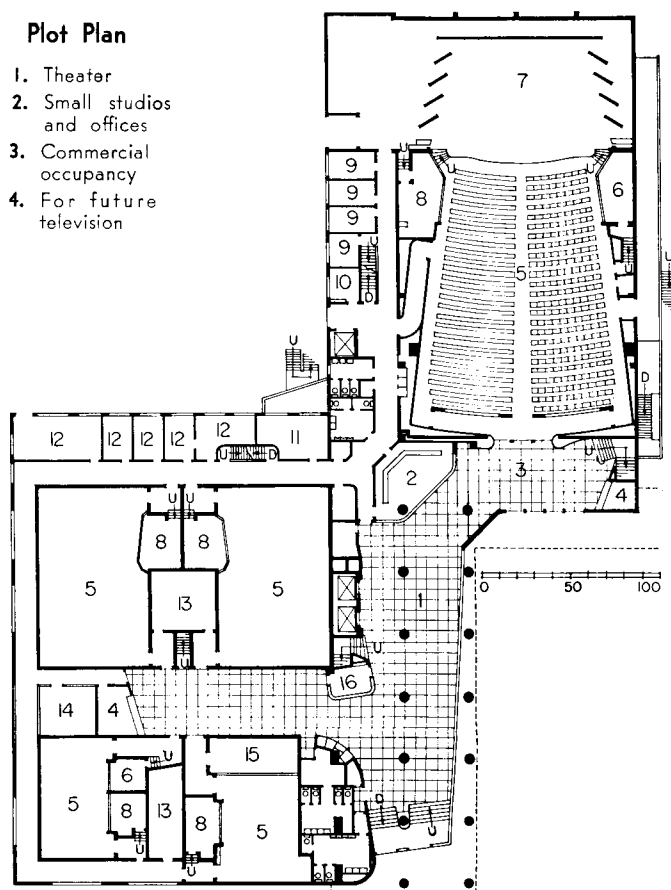 Plot Plan
1. Theater
2. Small studios
and offices
3. Commercial
occupancy
4. For future
television
7
9
8
6
9
9
9
U
5
10
D
U
U
D
12
12
12
12
12
11
U
D
2
3
U
4
U U
8
8
5
5
13
0 50 100
1
U
U
16
14
4
15
U
6
5
8
13
8
5
U
U
D
U